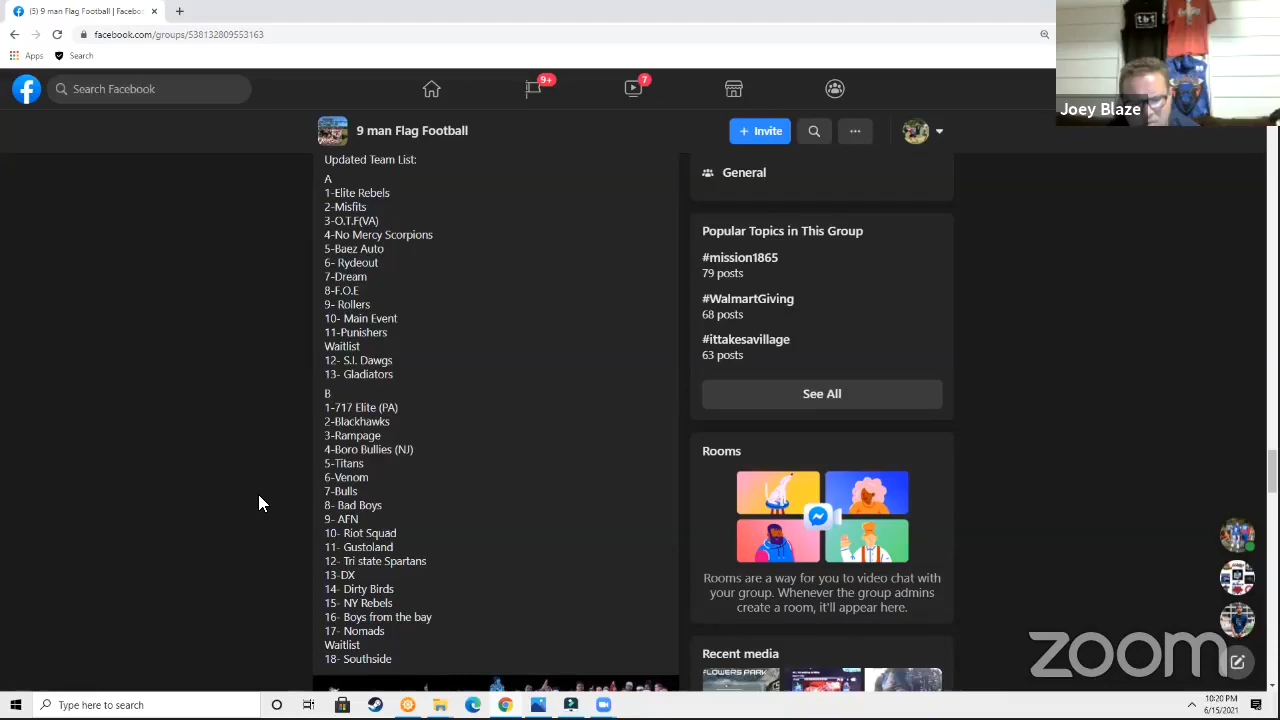 (5) 9 man Flag Football | Facebo
facebook.com/groups/538132809553163
Apps
Search
tbt
Joey Blaze
Search Facebook
9+
7
9 man Flag Football
+ Invite
Updated Team List:
A
1-Elite Rebels
2-Misfits
3-O.T.F(VA)
4-No Mercy Scorpions
5-Baez Auto
6- Rydeout
7-Dream
8-F.O.E
9- Rollers
10- Main Event
11-Punishers
Waitlist
12- S.I. Dawgs
13- Gladiators
B
1-717 Elite (PA)
2-Blackhawks
3-Rampage
4-Boro Bullies (NJ)
5-Titans
6-Venom
7-Bulls
8- Bad Boys
9- AFN
10- Riot Squad
11- Gustoland
12- Tri state Spartans
13-DX
14- Dirty Birds
15- NY Rebels
16- Boys from the bay
17- Nomads
Waitlist
18- Southside
General
Popular Topics in This Group
#mission1865
79 posts
#WalmartGiving
68 posts
#ittakesavillage
63 posts
See All
Rooms
Rooms are a way for you to video chat with
your group. Whenever the group admins
create a room, it'll appear here.
Recent media
FLOWERS PARK
zoom
Type here to search
10:20 PM
6/15/2021